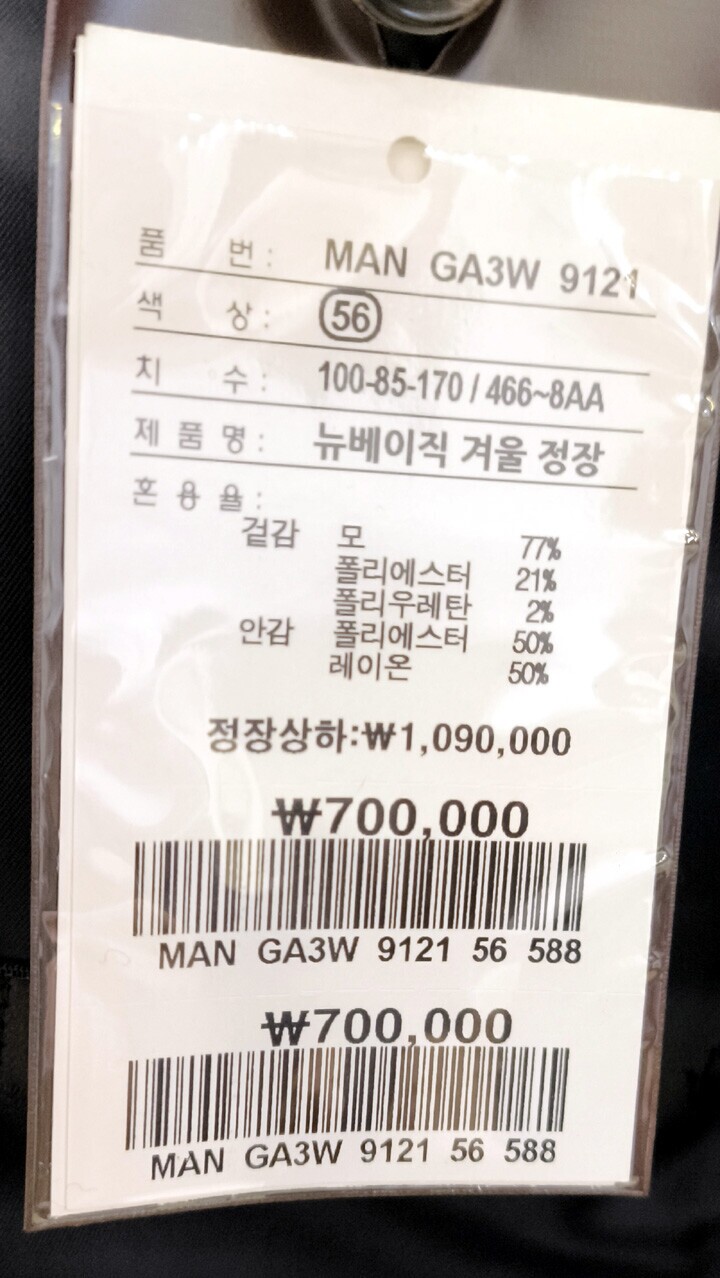 품 번 : MAN GA3W 9121
색 상 : 56
치 수 : 100-85-170 / 466~8AA
제 품 명 : 뉴베이직 겨울 정장
혼 용 율 :
겉감 모 77%
폴리에스터 21%
폴리우레탄 2%
안감 폴리에스터 50%
레이온 50%
정장상하:₩1,090,000
₩700,000
MAN GA3W 9121 56 588
₩700,000
MAN GA3W 9121 56 588